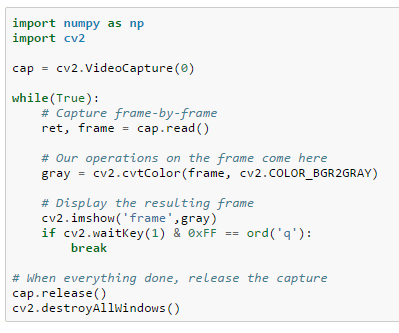 import numpy as np
import cv2

cap = cv2.VideoCapture(0)

while(True):
    # Capture frame-by-frame
    ret, frame = cap.read()

    # Our operations on the frame come here
    gray = cv2.cvtColor(frame, cv2.COLOR_BGR2GRAY)

    # Display the resulting frame
    cv2.imshow('frame',gray)
    if cv2.waitKey(1) & 0xFF == ord('q'):
        break

# When everything done, release the capture
cap.release()
cv2.destroyAllWindows()